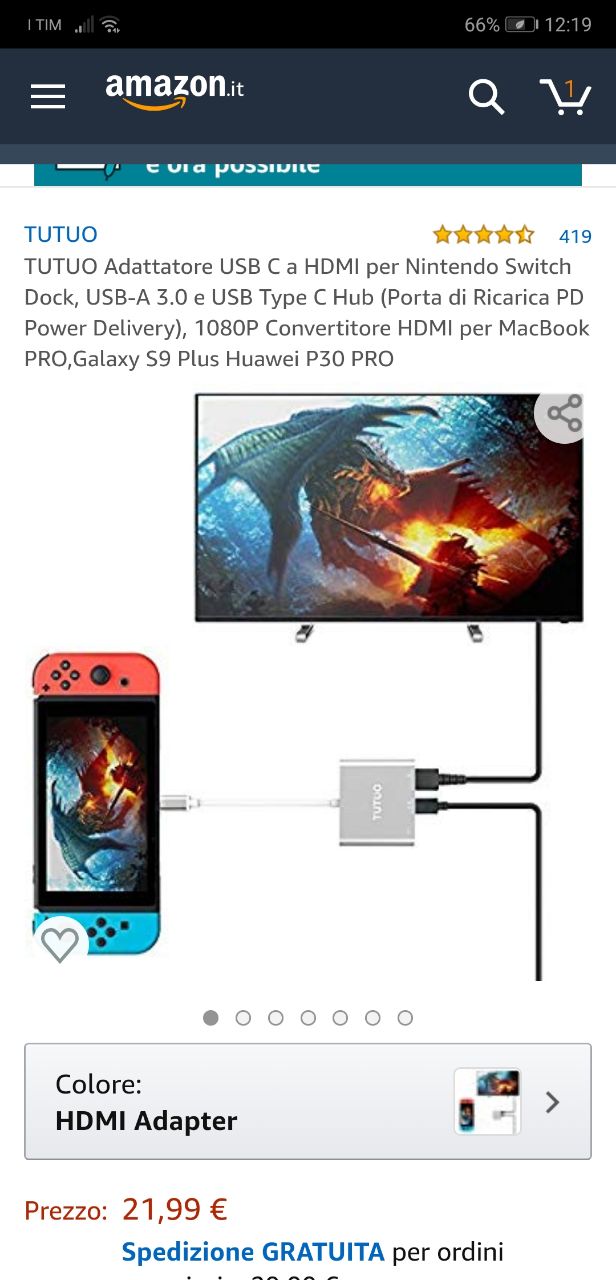 I TIM 66% 12:19
amazon.it
1
è ora possibile
TUTUO 419
TUTUO Adattatore USB C a HDMI per Nintendo Switch
Dock, USB-A 3.0 e USB Type C Hub (Porta di Ricarica PD
Power Delivery), 1080P Convertitore HDMI per MacBook
PRO,Galaxy S9 Plus Huawei P30 PRO
TUTUO
Colore:
HDMI Adapter
Prezzo: 21,99 €
Spedizione GRATUITA per ordini